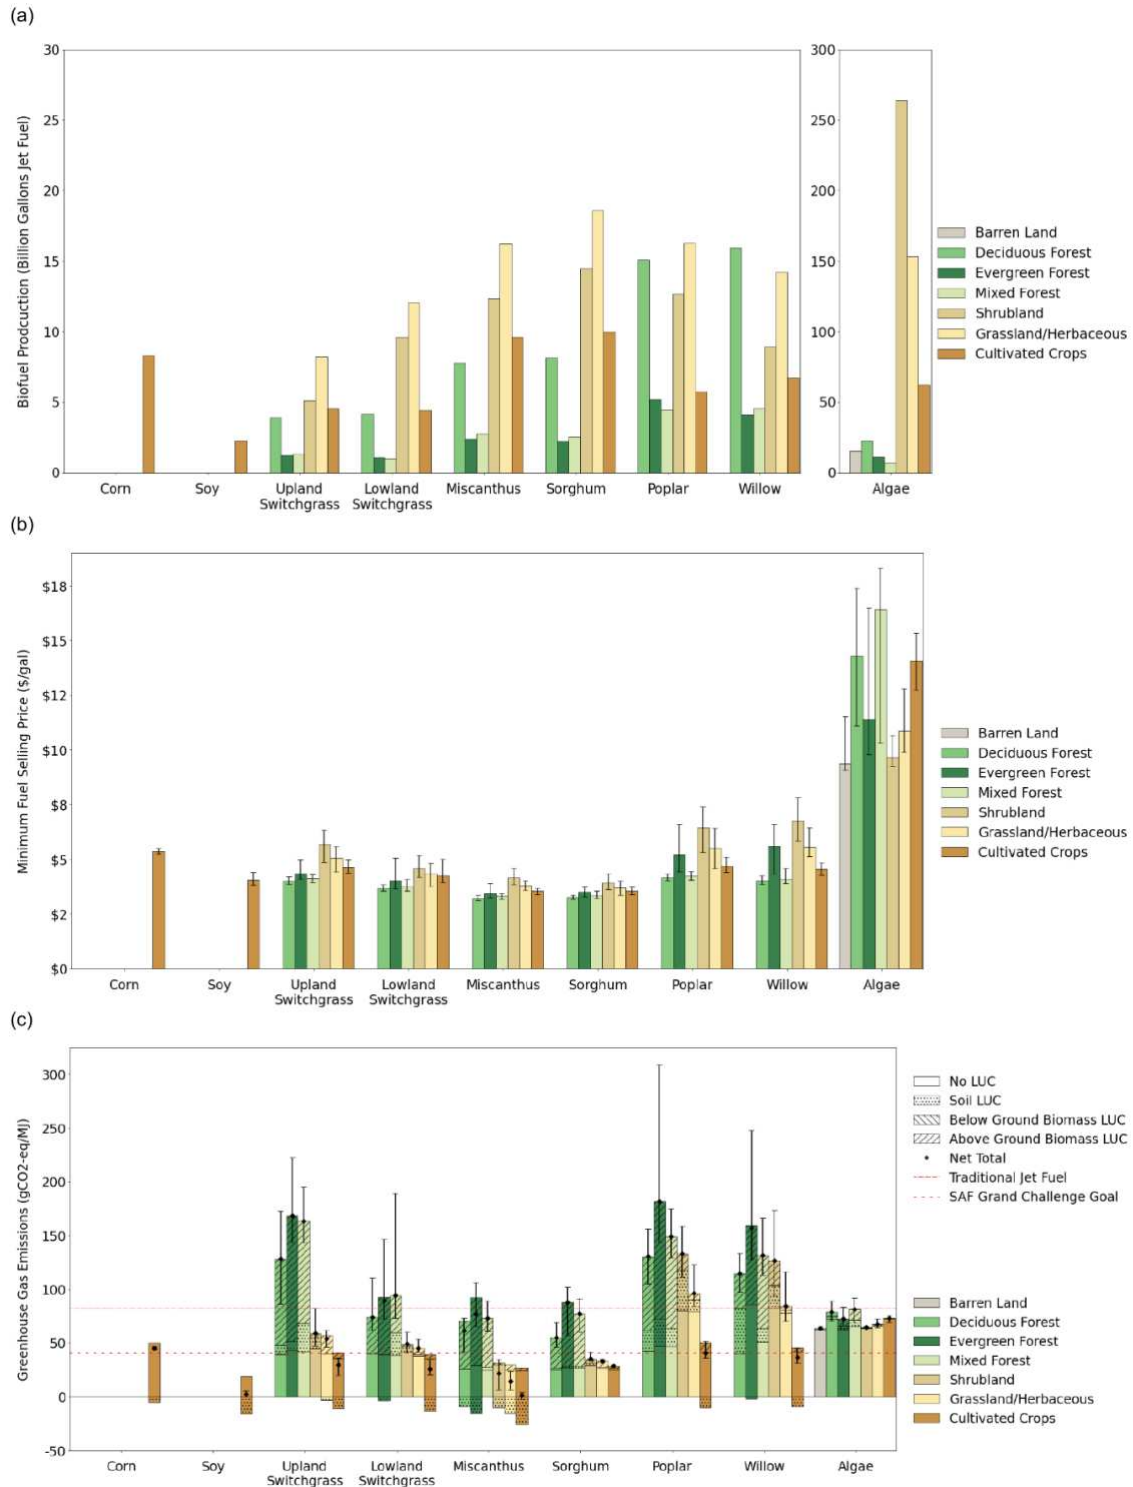 (a)
30
25
20
15
10
5
0
Biofuel Prodcuction (Billion Gallons Jet Fuel)
Corn
Soy
Upland
Switchgrass
Lowland
Switchgrass
Miscanthus
Sorghum
Poplar
Willow
300
250
200
150
100
50
0
Algae
Barren Land
Deciduous Forest
Evergreen Forest
Mixed Forest
Shrubland
Grassland/Herbaceous
Cultivated Crops
(b)
$18
$15
$12
$10
$8
$5
$2
$0
Minimum Fuel Selling Price ($/gal)
Corn
Soy
Upland
Switchgrass
Lowland
Switchgrass
Miscanthus
Sorghum
Poplar
Willow
Algae
Barren Land
Deciduous Forest
Evergreen Forest
Mixed Forest
Shrubland
Grassland/Herbaceous
Cultivated Crops
(c)
300
250
200
150
100
50
0
-50
Greenhouse Gas Emissions (gCO2-eq/MJ)
Corn
Soy
Upland
Switchgrass
Lowland
Switchgrass
Miscanthus
Sorghum
Poplar
Willow
Algae
No LUC
Soil LUC
Below Ground Biomass LUC
Above Ground Biomass LUC
Net Total
Traditional Jet Fuel
SAF Grand Challenge Goal
Barren Land
Deciduous Forest
Evergreen Forest
Mixed Forest
Shrubland
Grassland/Herbaceous
Cultivated Crops